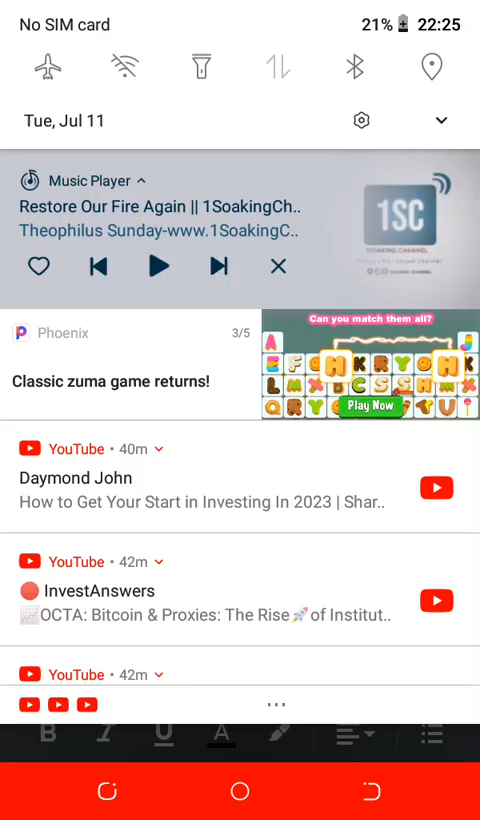 No SIM card 21% 22:25
Tue, Jul 11
Music Player
Restore Our Fire Again || 1SoakingCh..
Theophilus Sunday-www.1SoakingC..
1SC
1SOAKING CHANNEL
Phoenix 3/5
Classic zuma game returns!
Can you match them all?
Play Now
YouTube • 40m
Daymond John
How to Get Your Start in Investing In 2023 | Shar..
YouTube • 42m
🔴 InvestAnswers
📈OCTA: Bitcoin & Proxies: The Rise🚀of Institut..
YouTube • 42m
...
B I U A